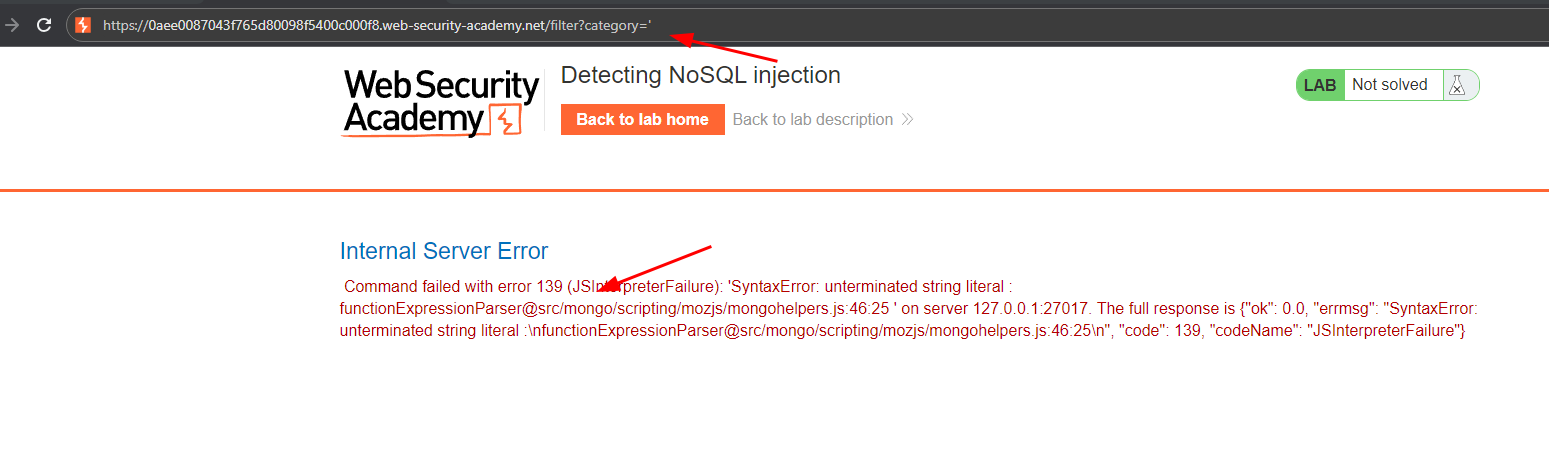 https://0aee0087043f765d80098f5400c000f8.web-security-academy.net/filter?category='
Web Security
Academy
Detecting NoSQL injection
Back to lab home
Back to lab description
LAB
Not solved
Internal Server Error
Command failed with error 139 (JSInterpreterFailure): 'SyntaxError: unterminated string literal :
functionExpressionParser@src/mongo/scripting/mozjs/mongohelpers.js:46:25 ' on server 127.0.0.1:27017. The full response is {"ok": 0.0, "errmsg": "SyntaxError:
unterminated string literal :\nfunctionExpressionParser@src/mongo/scripting/mozjs/mongohelpers.js:46:25\n", "code": 139, "codeName": "JSInterpreterFailure"}